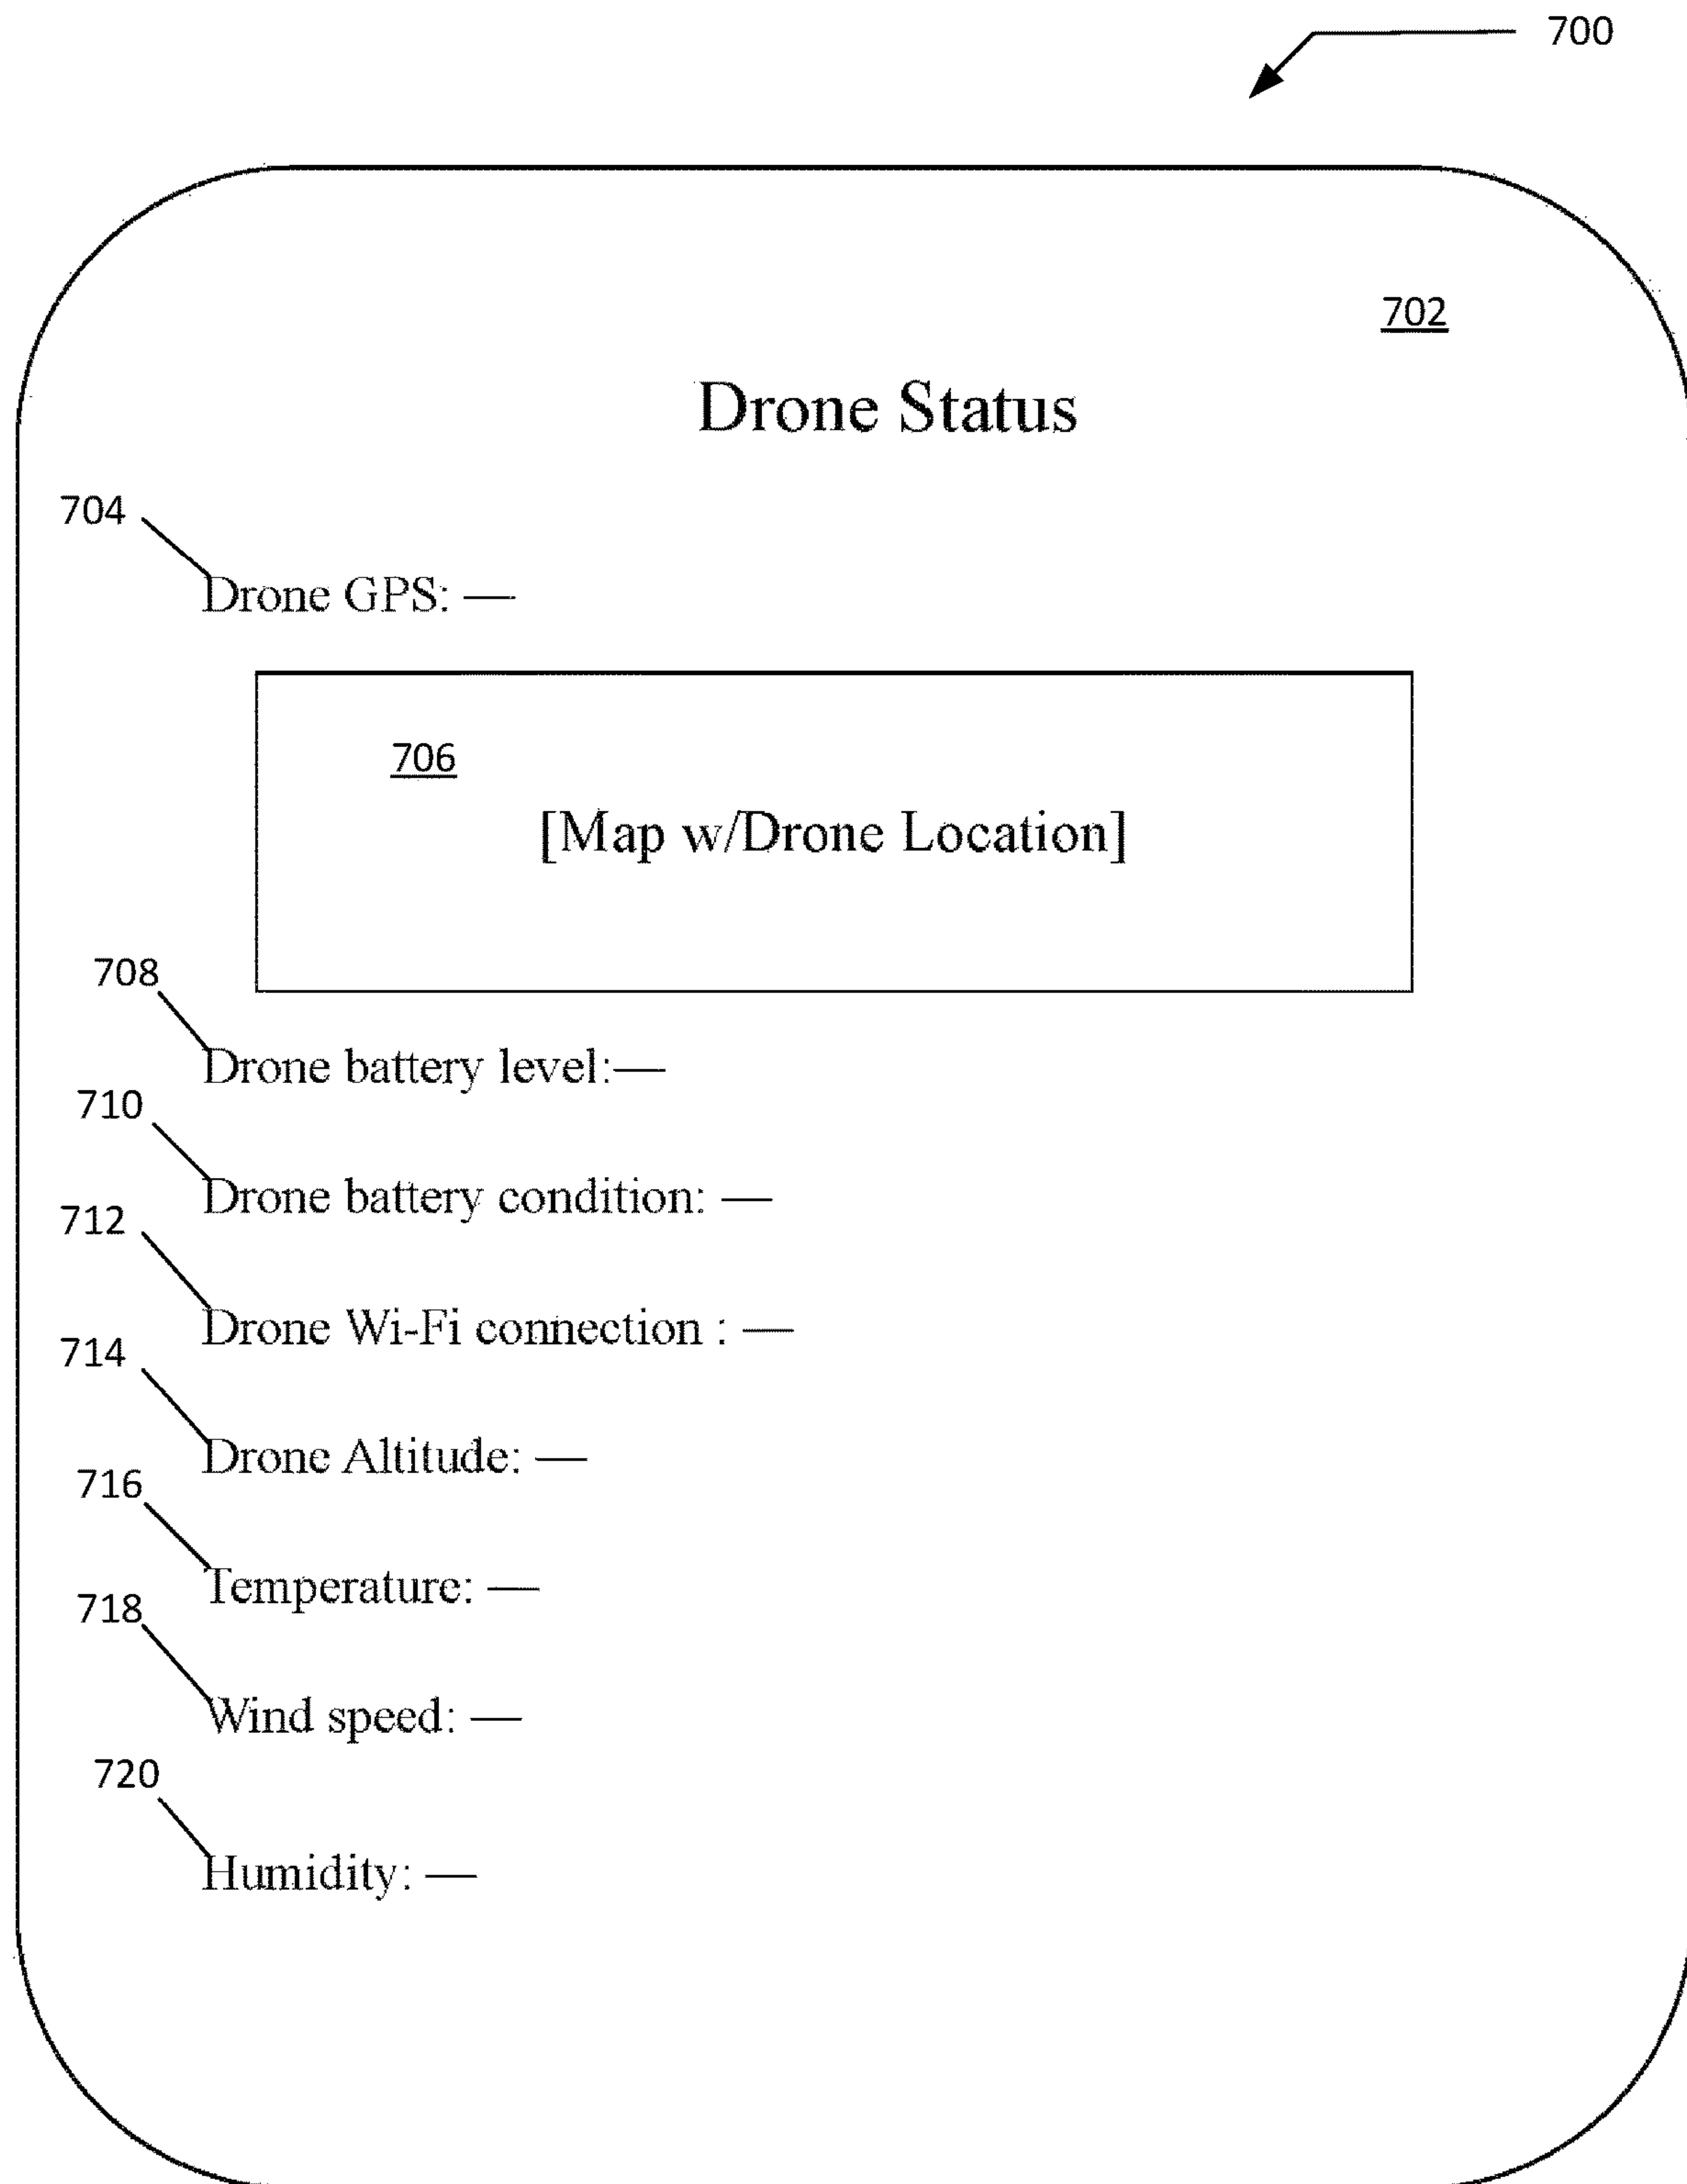 700
702
Drone Status
704
Drone GPS: —
706
[Map w/Drone Location]
708
Drone battery level:—
710
Drone battery condition: —
712
Drone Wi-Fi connection : —
714
Drone Altitude: —
716
Temperature: —
718
Wind speed: —
720
Humidity: —